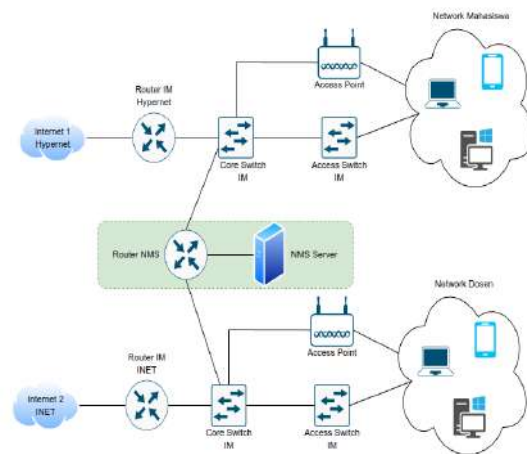 Network Mahasiswa
Router IM
Hypernet
Access Point
Internet 1
Hypernet
Core Switch
IM
Access Switch
IM
Router NMS
NMS Server
Network Dosen
Router IM
INET
Access Point
Internet 2
INET
Core Switch
IM
Access Switch IM
IM